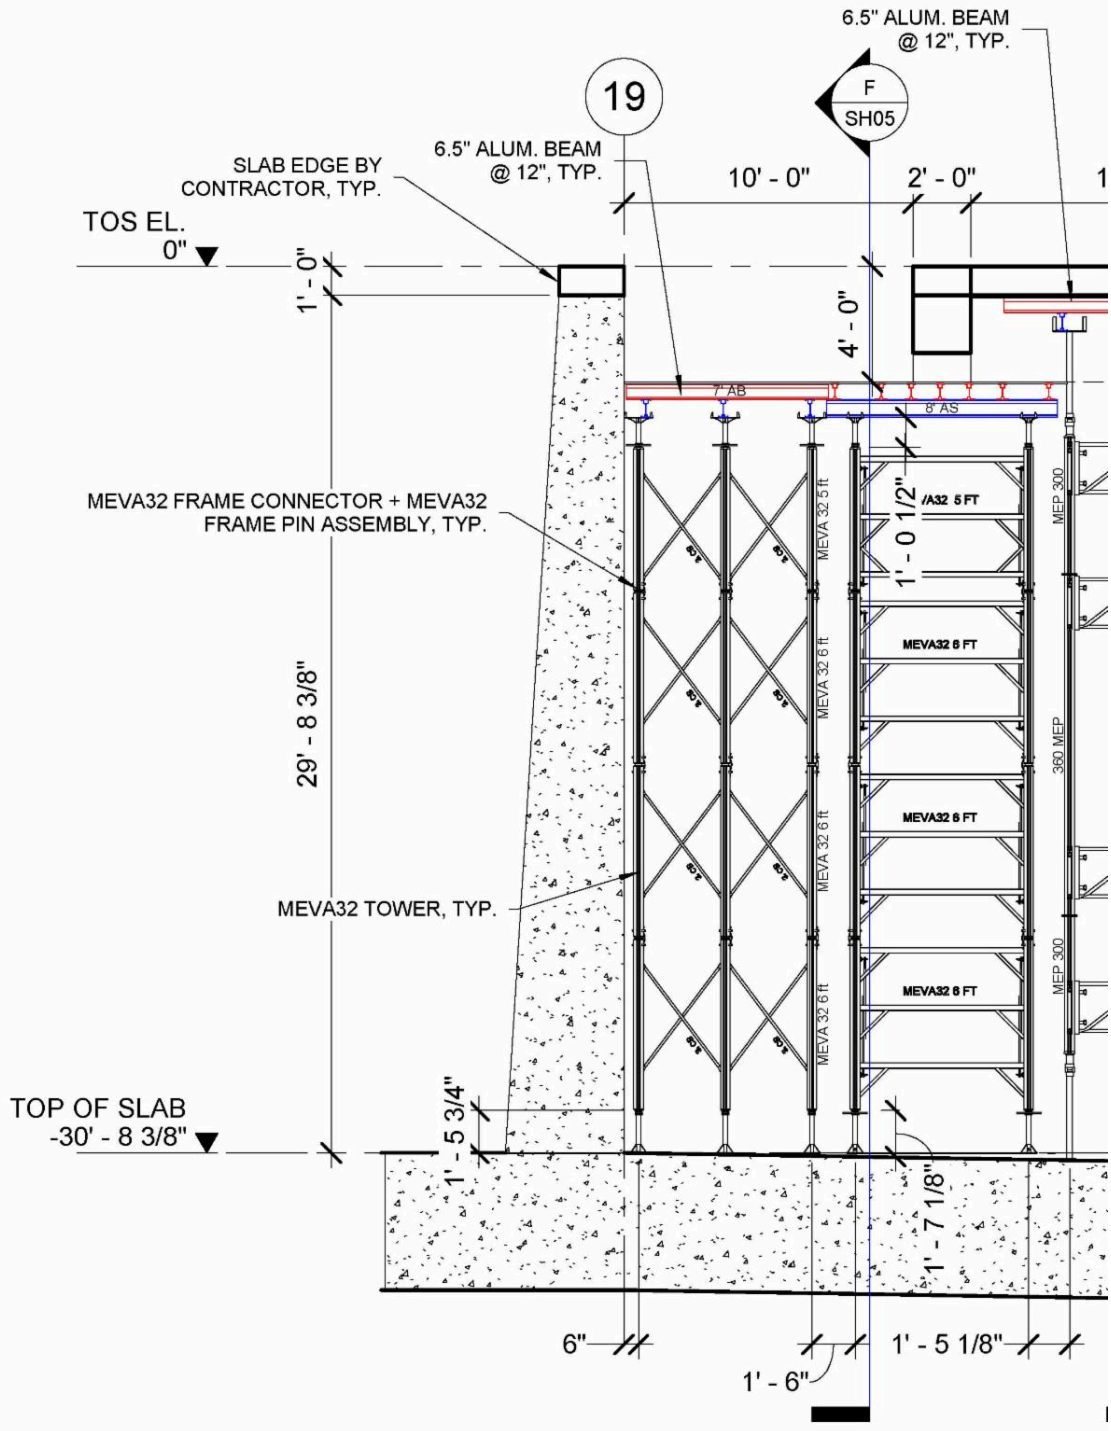 6.5" ALUM. BEAM
@ 12", TYP.
19
F
SH05
6.5" ALUM. BEAM
@ 12", TYP.
SLAB EDGE BY
CONTRACTOR, TYP.
10' - 0"
2' - 0"
1
TOS EL.
0"
1' - 0"
4' - 0"
7' AB
8' AS
MEVA32 FRAME CONNECTOR + MEVA32
FRAME PIN ASSEMBLY, TYP.
MEVA 32 5 ft
1' - 0 1/2"
/A32 5 FT
MEP 300
MEVA 32 6 ft
MEVA32 6 FT
29' - 8 3/8"
360 MEP
MEVA 32 6 ft
MEVA32 6 FT
MEVA32 TOWER, TYP.
MEVA 32 6 ft
MEVA32 6 FT
MEP 300
TOP OF SLAB
-30' - 8 3/8"
1' - 5 3/4"
1' - 7 1/8"
6"
1' - 6"
1' - 5 1/8"